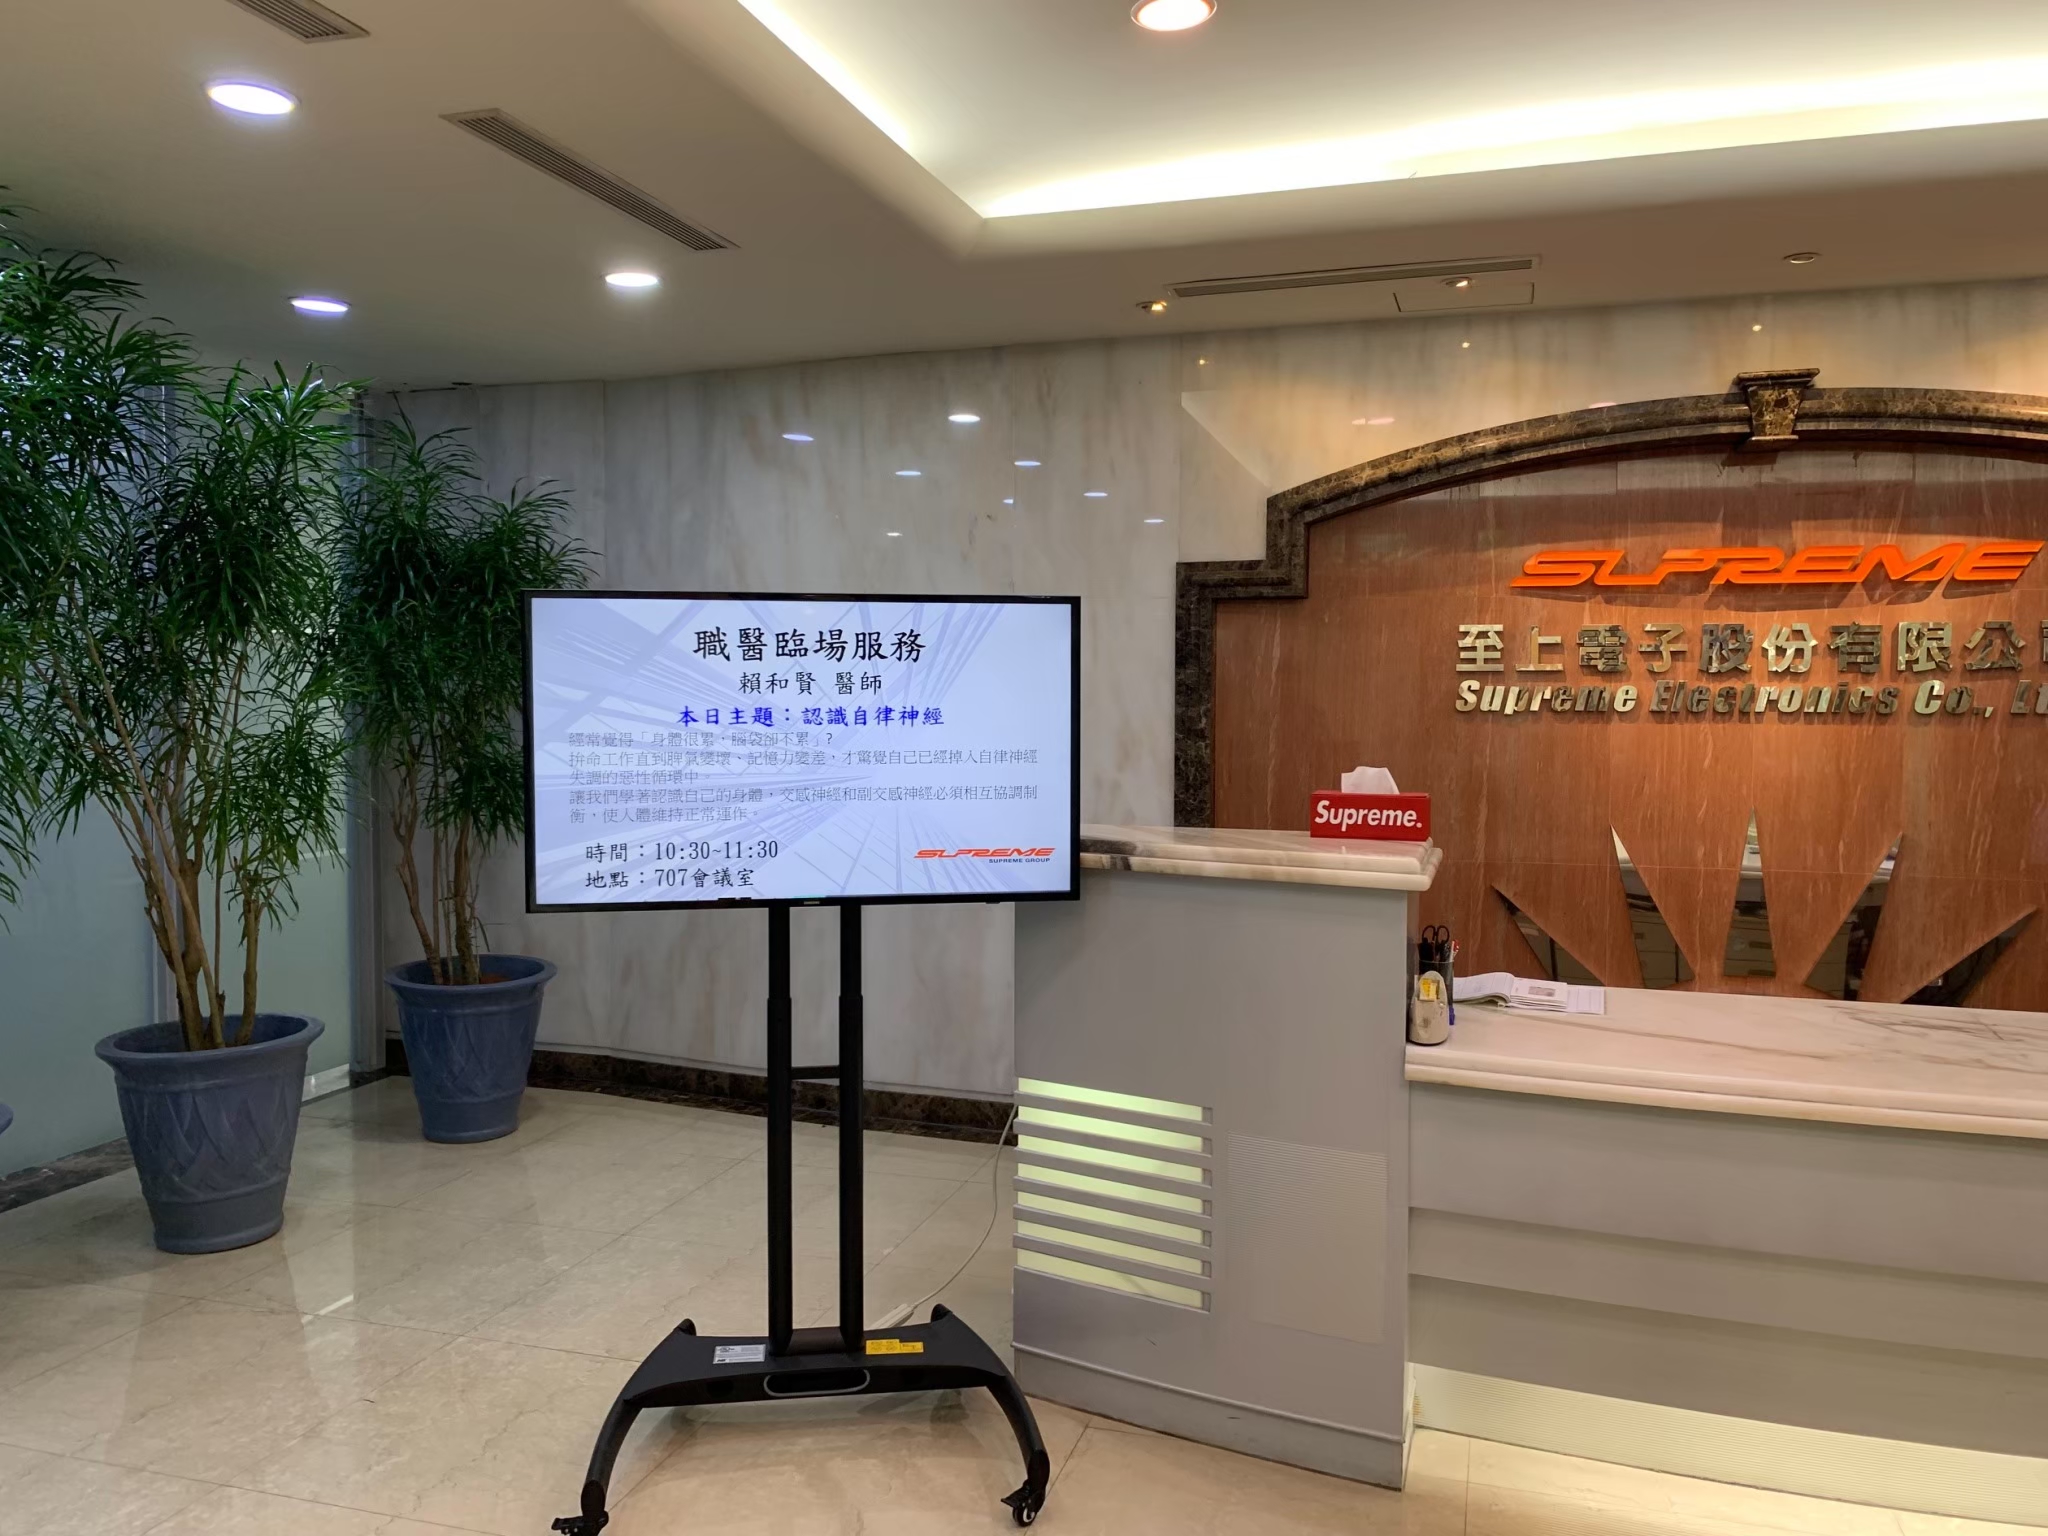 職醫臨場服務
賴和賢 醫師
本日主題：認識自律神經
經常覺得「身體很累，腦袋卻不累」?
拚命工作直到脾氣變壞、記憶力變差，才驚覺自己已經掉入自律神經
失調的惡性循環中。
讓我們學著認識自己的身體，交感神經和副交感神經必須相互協調制
衡，使人體維持正常運作。
時間：10:30~11:30
地點：707會議室
SUPREME
SUPREME GROUP
SUPREME
至上電子股份有限公司
Supreme Electronics Co., Lt
Supreme.